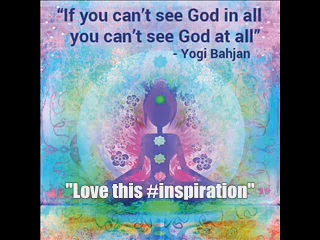 “If you can’t see God in all
you can’t see God at all”
- Yogi Bahjan
"Love this #inspiration"